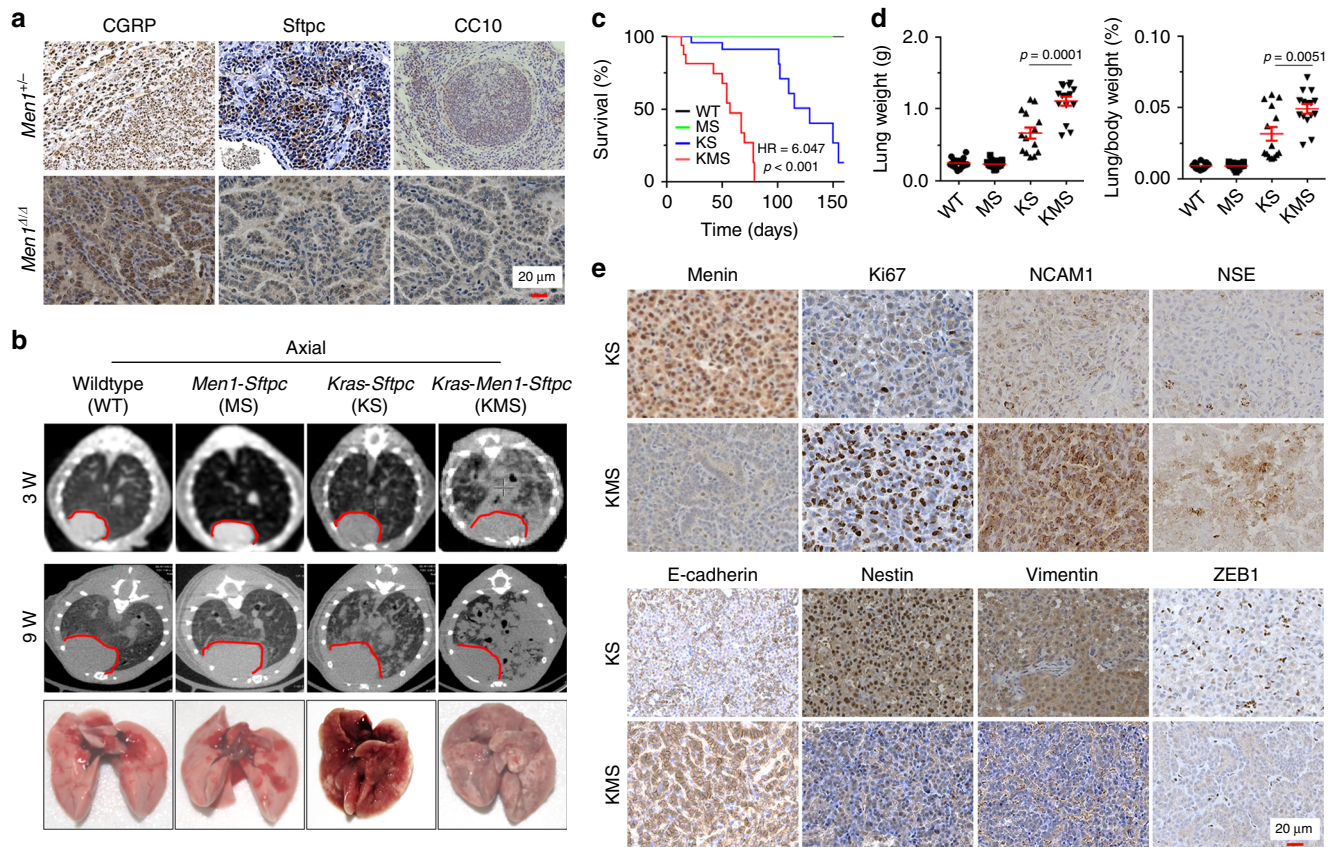 a
CGRP
Sftpc
CC10
Men1+/−
Men1Δ/Δ
20 μm
b
Axial
Wildtype
(WT)
Men1-Sftpc
(MS)
Kras-Sftpc
(KS)
Kras-Men1-Sftpc
(KMS)
3 W
9 W
c
Survival (%)
100
50
0
WT
MS
KS
KMS
HR = 6.047
p < 0.001
0
50
100
150
Time (days)
d
Lung weight (g)
2.0
1.0
0.0
p = 0.0001
WT
MS
KS
KMS
Lung/body weight (%)
0.10
0.05
0.00
p = 0.0051
WT
MS
KS
KMS
e
Menin
Ki67
NCAM1
NSE
KS
KMS
E-cadherin
Nestin
Vimentin
ZEB1
KS
KMS
20 μm